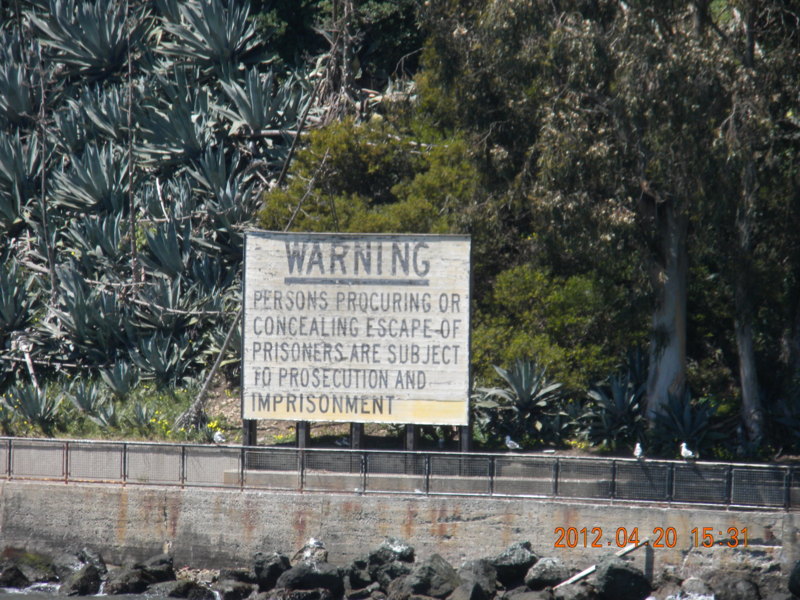 WARNING
PERSONS PROCURING OR
CONCEALING ESCAPE OF
PRISONERS ARE SUBJECT
TO PROSECUTION AND
IMPRISONMENT
2012.04.20 15:31